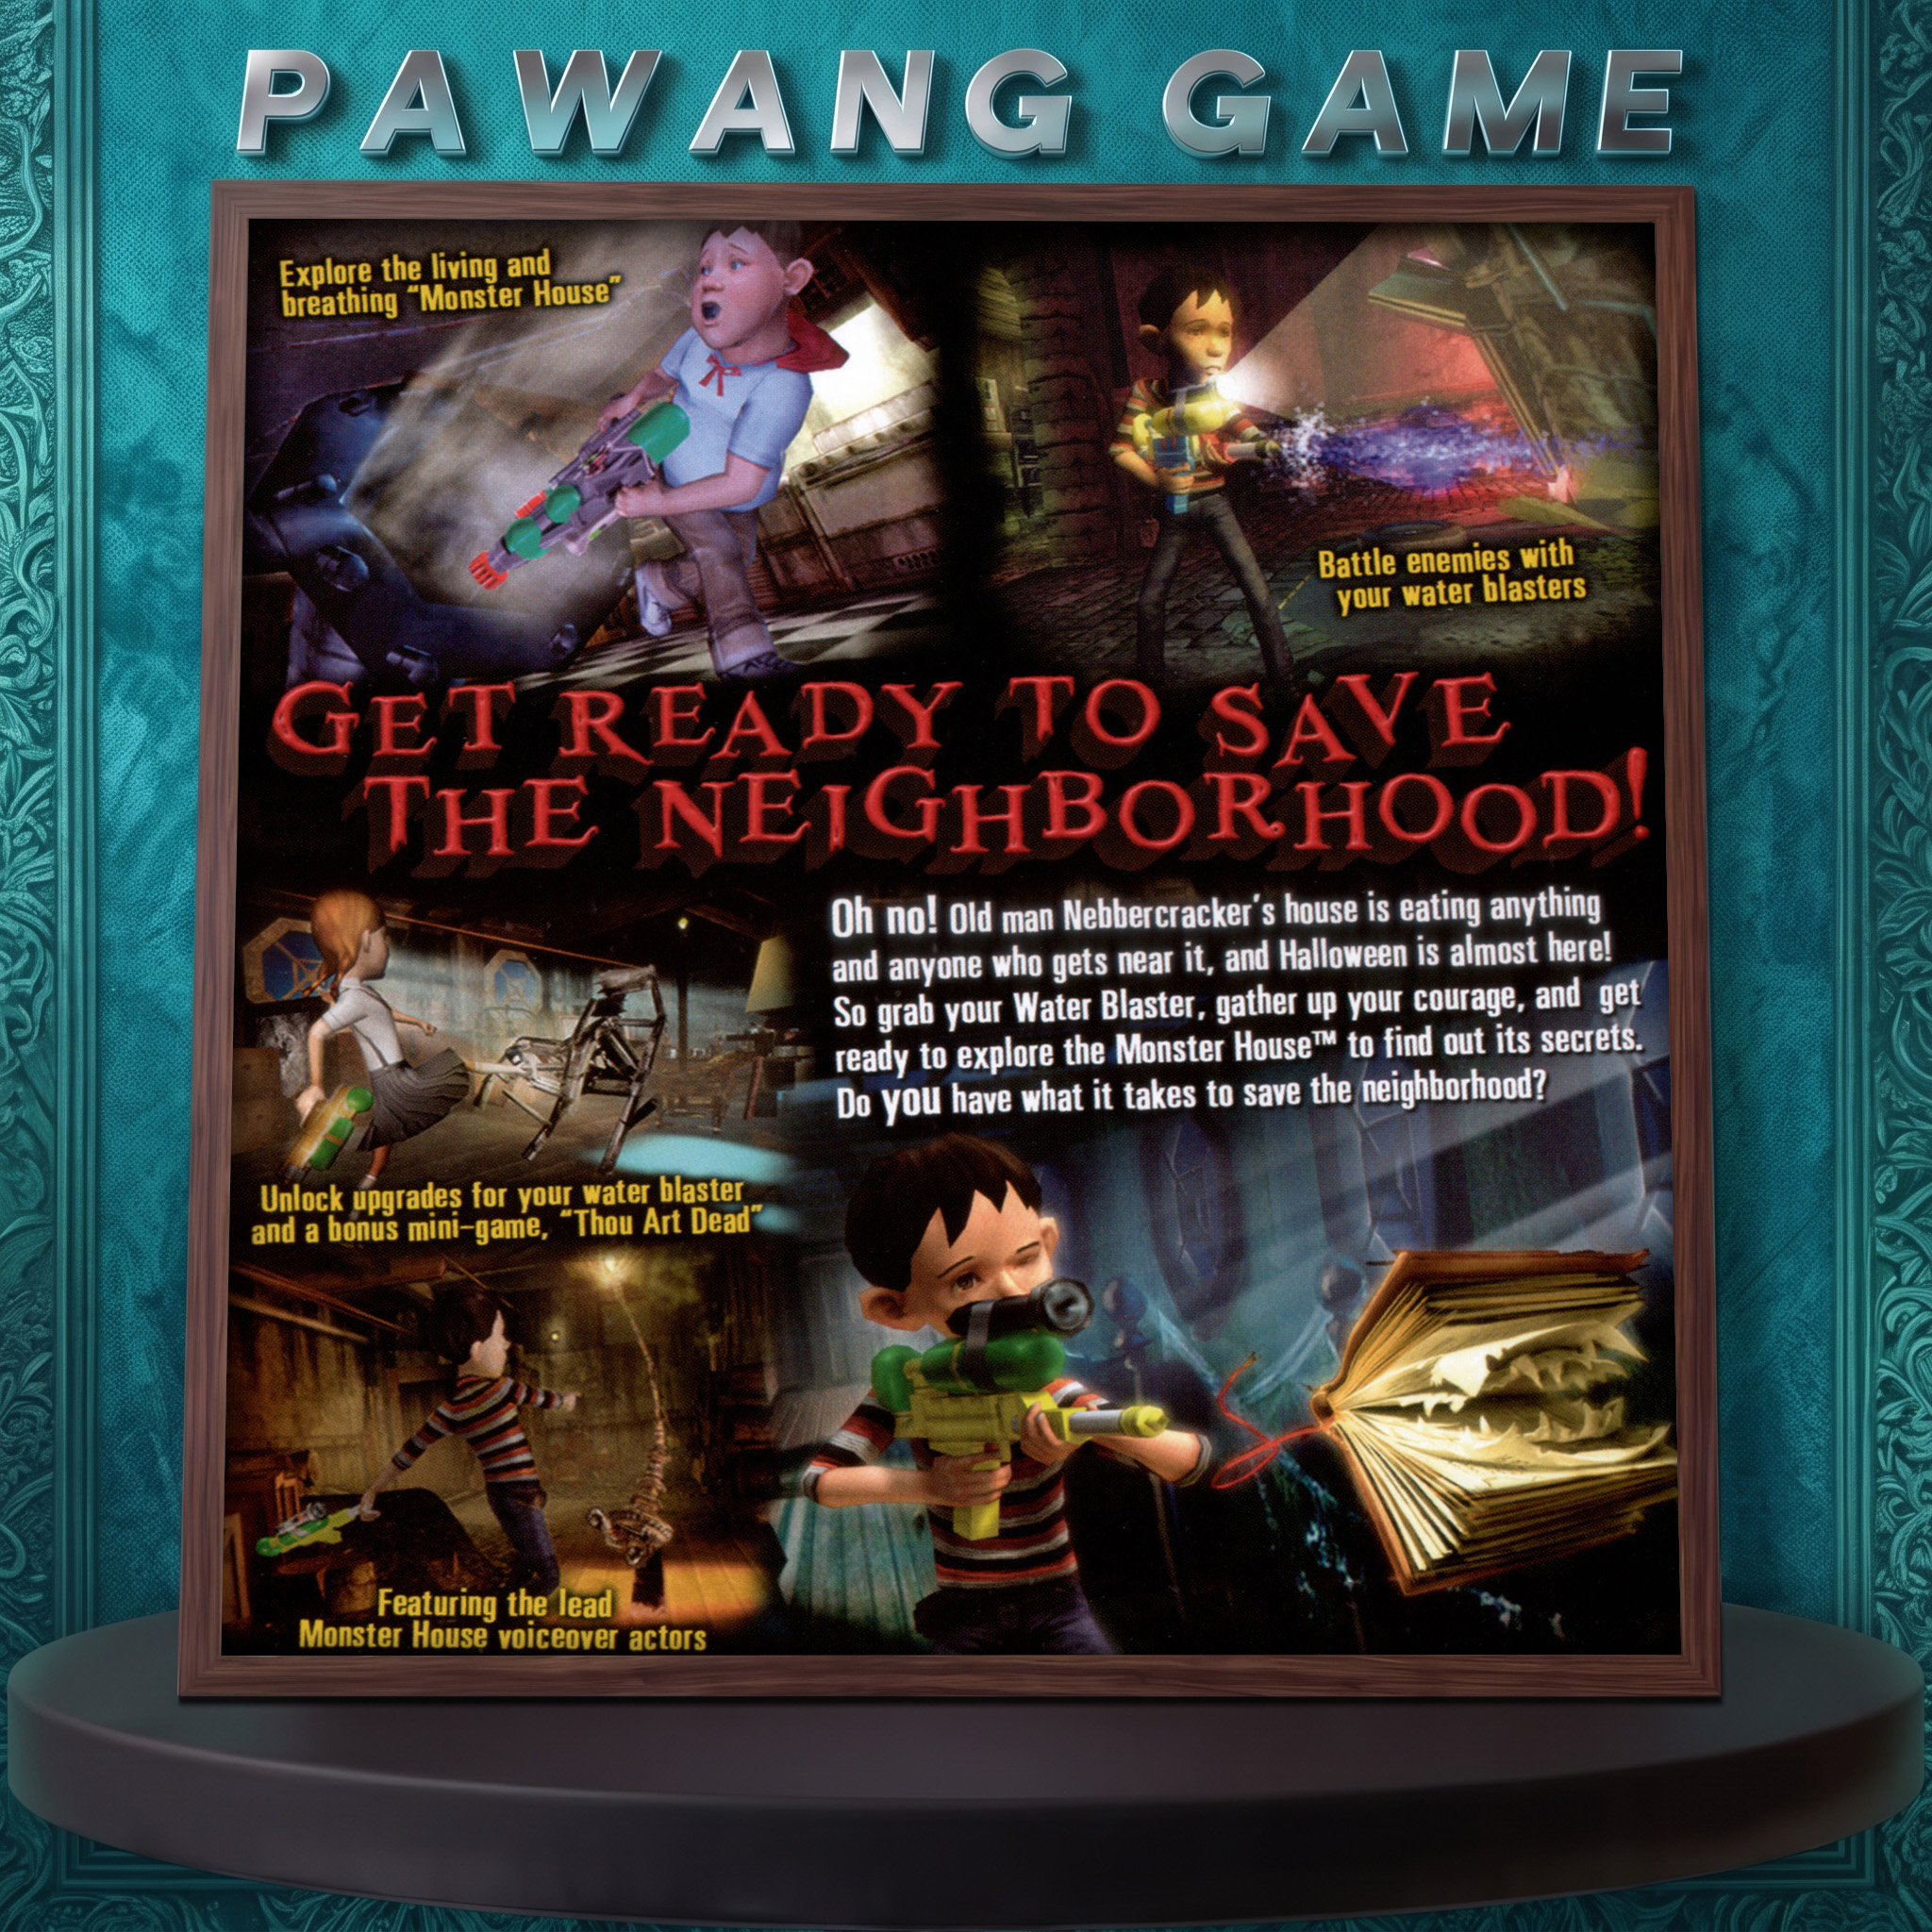 PAWANG GAME
Explore the living and
breathing “Monster House”
Battle enemies with
your water blasters
GET READY TO SAVE
THE NEIGHBORHOOD!
Oh no! Old man Nebbercracker’s house is eating anything
and anyone who gets near it, and Halloween is almost here!
So grab your Water Blaster, gather up your courage, and get
ready to explore the Monster House™ to find out its secrets.
Do you have what it takes to save the neighborhood?
Unlock upgrades for your water blaster
and a bonus mini-game, “Thou Art Dead”
Featuring the lead
Monster House voiceover actors